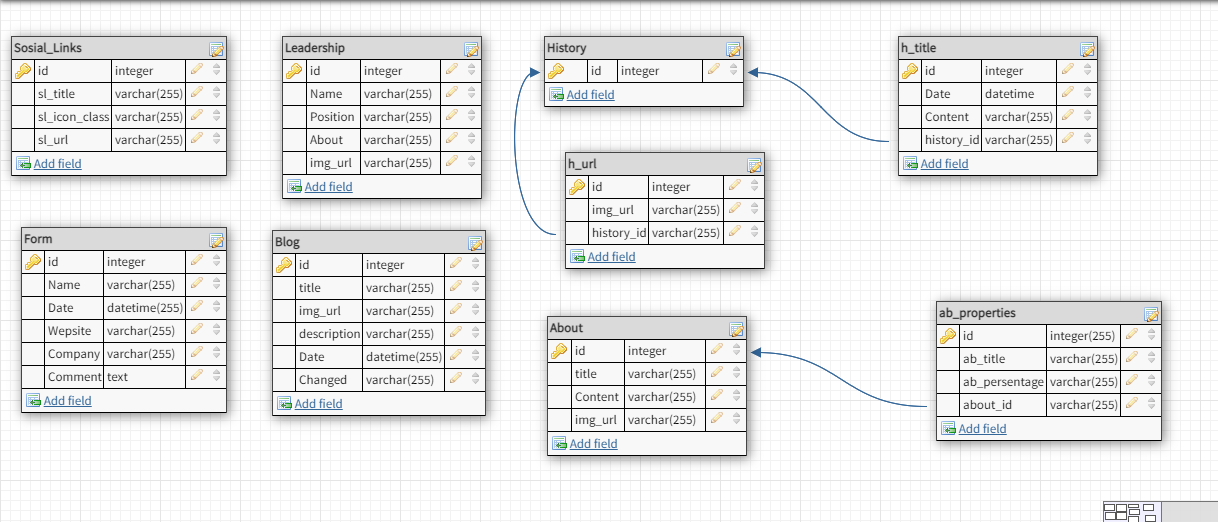 Sosial_Links
id integer
sl_title varchar(255)
sl_icon_class varchar(255)
sl_url varchar(255)
Add field
Leadership
id integer
Name varchar(255)
Position varchar(255)
About varchar(255)
img_url varchar(255)
Add field
History
id integer
Add field
h_title
id integer
Date datetime
Content varchar(255)
history_id varchar(255)
Add field
h_url
id integer
img_url varchar(255)
history_id varchar(255)
Add field
Form
id integer
Name varchar(255)
Date datetime(255)
Wepsite varchar(255)
Company varchar(255)
Comment text
Add field
Blog
id integer
title varchar(255)
img_url varchar(255)
description varchar(255)
Date datetime(255)
Changed varchar(255)
Add field
About
id integer
title varchar(255)
Content varchar(255)
img_url varchar(255)
Add field
ab_properties
id integer(255)
ab_title varchar(255)
ab_persentage varchar(255)
about_id varchar(255)
Add field